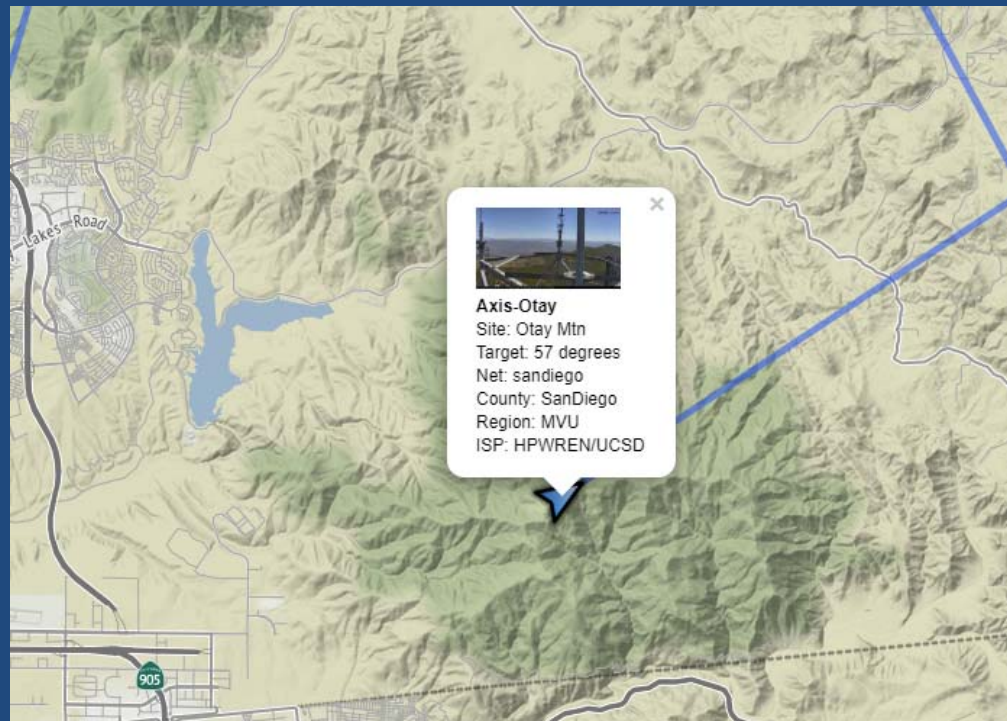 Lakes Road
×
Axis-Otay
Site: Otay Mtn
Target: 57 degrees
Net: sandiego
County: SanDiego
Region: MVU
ISP: HPWREN/UCSD
905